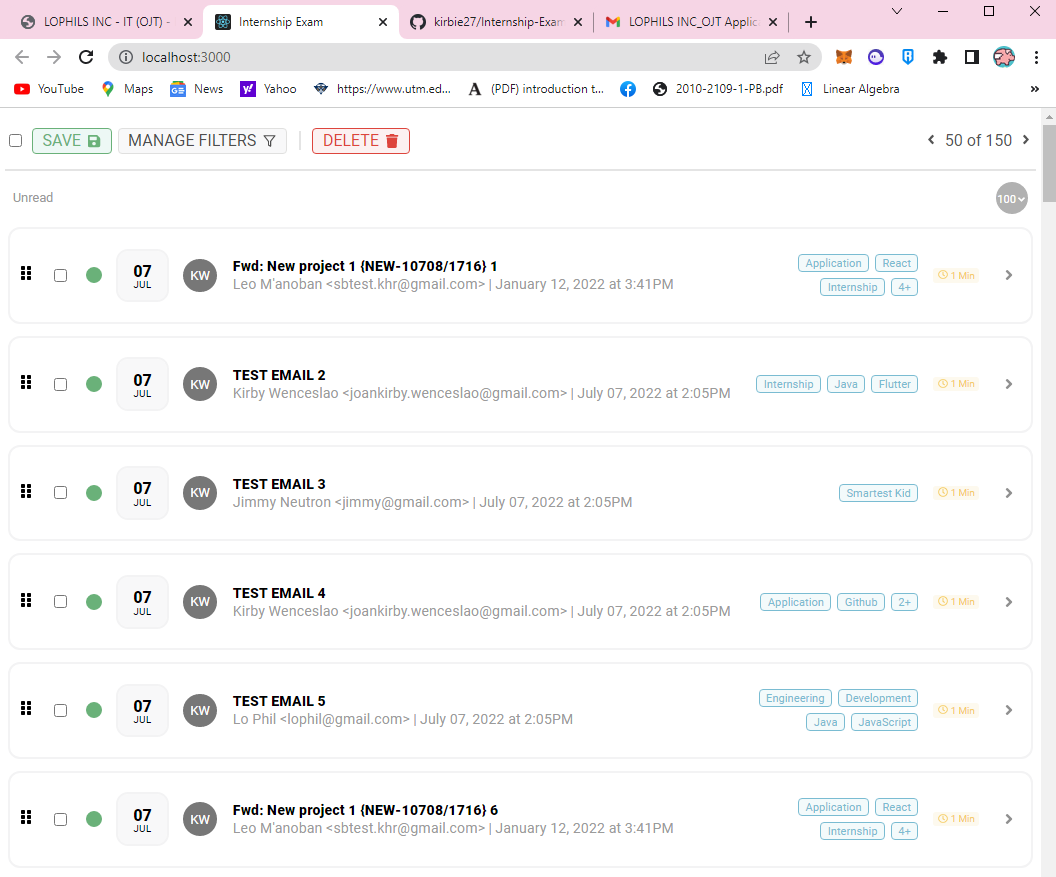 LOPHILS INC - IT (OJT) -
Internship Exam
kirbie27/Internship-Exam
LOPHILS INC_OJT Applic
localhost:3000
YouTube
Maps
News
Yahoo
https://www.utm.ed...
(PDF) introduction t...
2010-2109-1-PB.pdf
Linear Algebra
»
SAVE
MANAGE FILTERS
DELETE
50 of 150
Unread
100
07
JUL
KW
Fwd: New project 1 {NEW-10708/1716} 1
Leo M'anoban <sbtest.khr@gmail.com> | January 12, 2022 at 3:41PM
Application React
Internship 4+
1 Min
07
JUL
KW
TEST EMAIL 2
Kirby Wenceslao <joankirby.wenceslao@gmail.com> | July 07, 2022 at 2:05PM
Internship Java Flutter
1 Min
07
JUL
KW
TEST EMAIL 3
Jimmy Neutron <jimmy@gmail.com> | July 07, 2022 at 2:05PM
Smartest Kid
1 Min
07
JUL
KW
TEST EMAIL 4
Kirby Wenceslao <joankirby.wenceslao@gmail.com> | July 07, 2022 at 2:05PM
Application Github 2+
1 Min
07
JUL
KW
TEST EMAIL 5
Lo Phil <lophil@gmail.com> | July 07, 2022 at 2:05PM
Engineering Development
Java JavaScript
1 Min
07
JUL
KW
Fwd: New project 1 {NEW-10708/1716} 6
Leo M'anoban <sbtest.khr@gmail.com> | January 12, 2022 at 3:41PM
Application React
Internship 4+
1 Min